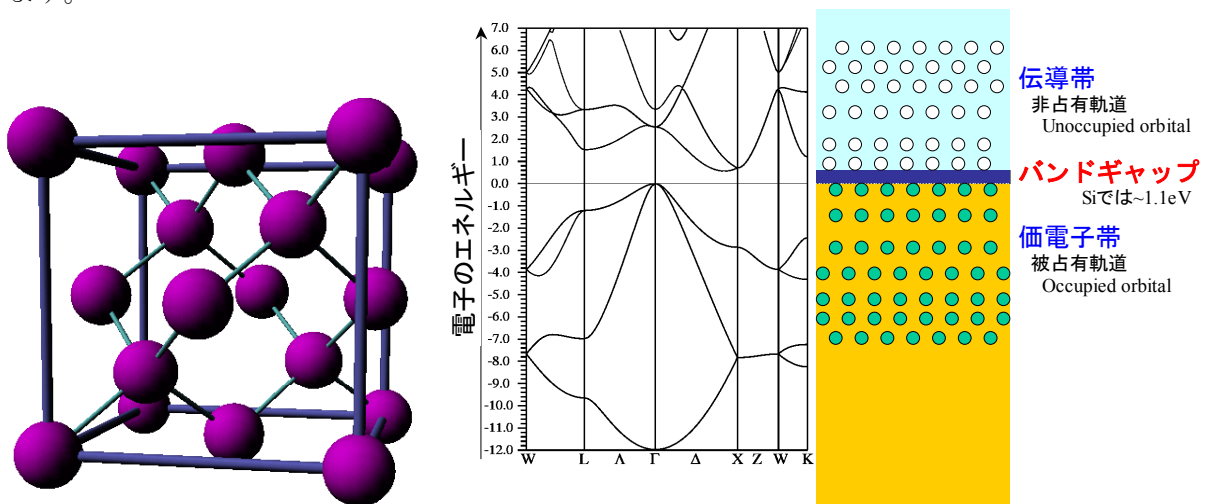 ます。
電子のエネルギー
7.0
6.0
5.0
4.0
3.0
2.0
1.0
0.0
-1.0
-2.0
-3.0
-4.0
-5.0
-6.0
-7.0
-8.0
-9.0
-10.0
-11.0
-12.0
W L Λ Γ Δ X Z W K
伝導帯
非占有軌道
Unoccupied orbital
バンドギャップ
Siでは~1.1eV
価電子帯
被占有軌道
Occupied orbital